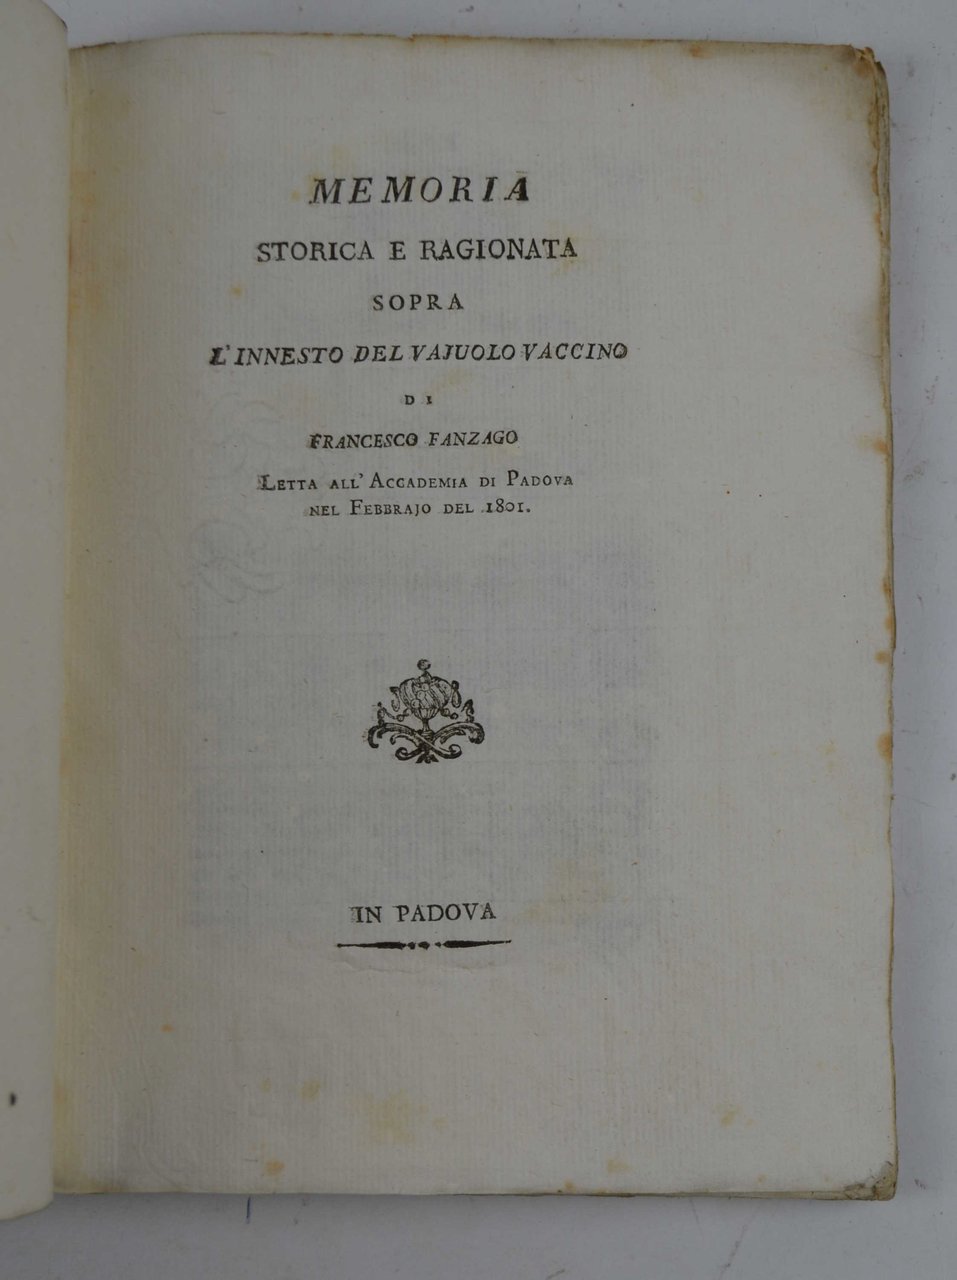 MEMORIA
STORICA E RAGIONATA
SOPRA
L'INNESTO DEL VAJUOLO VACCINO
DI
FRANCESCO FANZAGO
LETTA ALL' ACCADEMIA DI PADOVA
NEL FEBBRAJO DEL 1801.
IN PADOVA